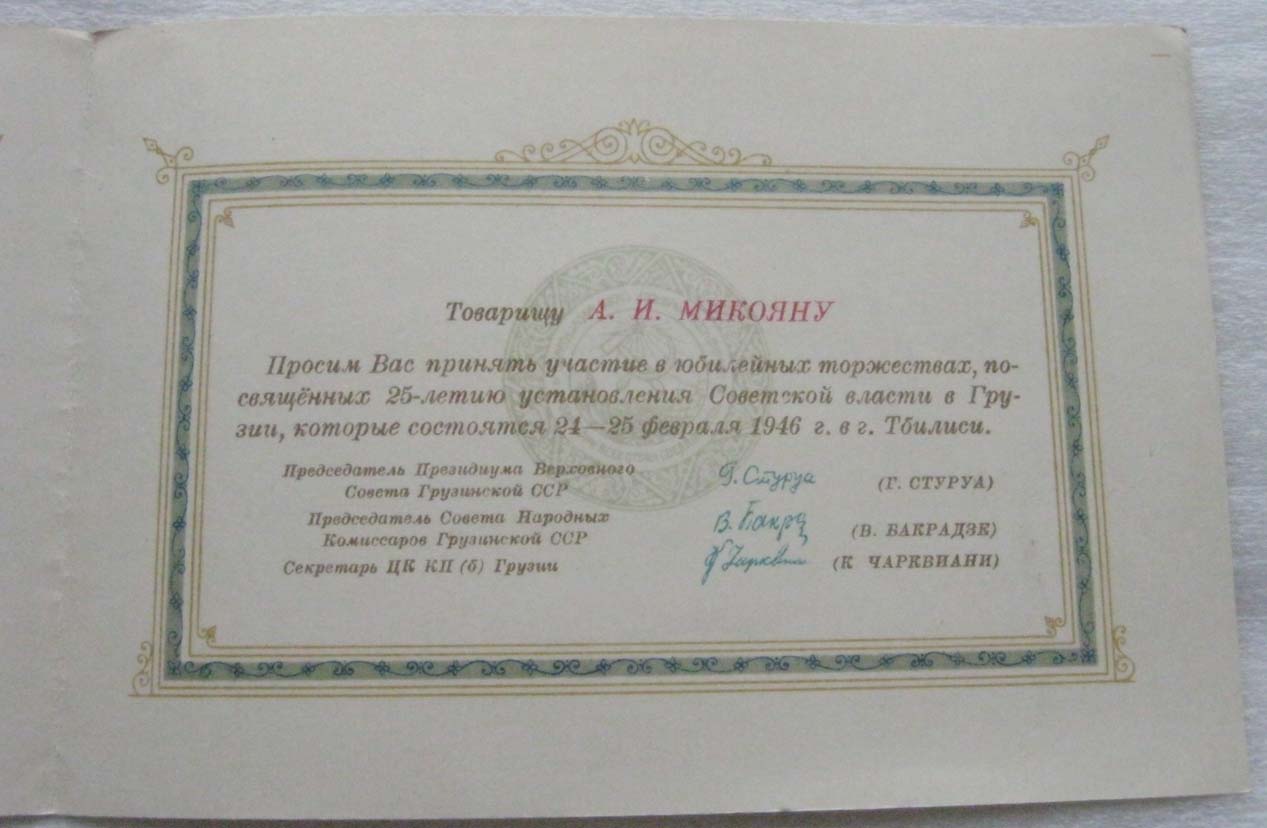 Товарищу А. И. МИКОЯНУ
Просим Вас принять участие в юбилейных торжествах, по-
свящённых 25-летию установления Советской власти в Гру-
зии, которые состоятся 24—25 февраля 1946 г. в г. Тбилиси.
Председатель Президиума Верховного
Совета Грузинской ССР
Г. Стуруа (Г. СТУРУА)
Председатель Совета Народных
Комиссаров Грузинской ССР
В. Бакрадз (В. БАКРАДЗЕ)
Секретарь ЦК КП (б) Грузии (К ЧАРКВИАНИ)